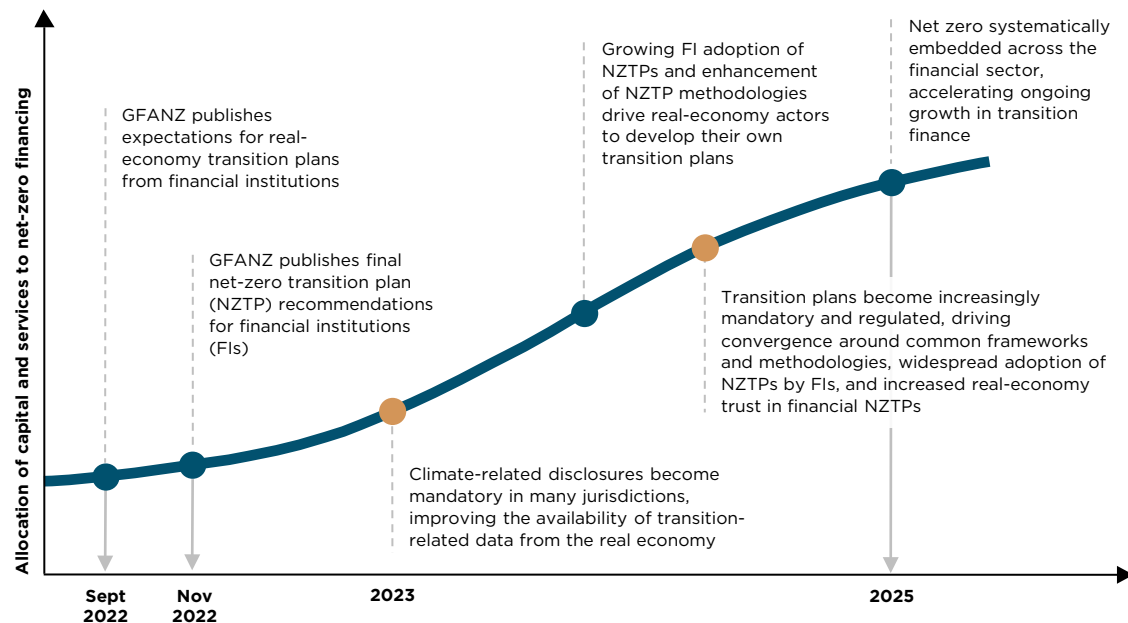 Allocation of capital and services to net-zero financing
GFANZ publishes
expectations for real-
economy transition plans
from financial institutions
GFANZ publishes final
net-zero transition plan
(NZTP) recommendations
for financial institutions
(FIs)
Climate-related disclosures become
mandatory in many jurisdictions,
improving the availability of transition-
related data from the real economy
Growing FI adoption of
NZTPs and enhancement
of NZTP methodologies
drive real-economy actors
to develop their own
transition plans
Transition plans become increasingly
mandatory and regulated, driving
convergence around common frameworks
and methodologies, widespread adoption of
NZTPs by FIs, and increased real-economy
trust in financial NZTPs
Net zero systematically
embedded across the
financial sector,
accelerating ongoing
growth in transition
finance
Sept
2022
Nov
2022
2023
2025